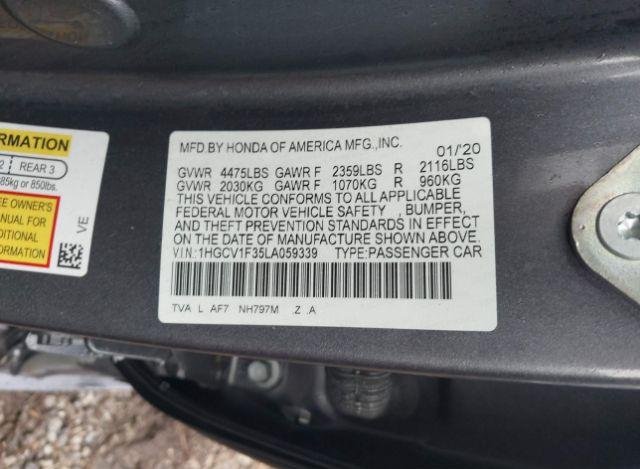 ORMATION
2 REAR 3
85kg or 850lbs.
E OWNER'S
ANUAL FOR
DDITIONAL
FORMATION
VE
MFD BY HONDA OF AMERICA MFG.,INC. 01/'20
GVWR 4475LBS GAWR F 2359LBS R 2116LBS
GVWR 2030KG GAWR F 1070KG R 960KG
THIS VEHICLE CONFORMS TO ALL APPLICABLE
FEDERAL MOTOR VEHICLE SAFETY , BUMPER,
AND THEFT PREVENTION STANDARDS IN EFFECT
ON THE DATE OF MANUFACTURE SHOWN ABOVE.
V.I.N.:1HGCV1F35LA059339 TYPE:PASSENGER CAR
TVA L AF7 NH797M .Z .A